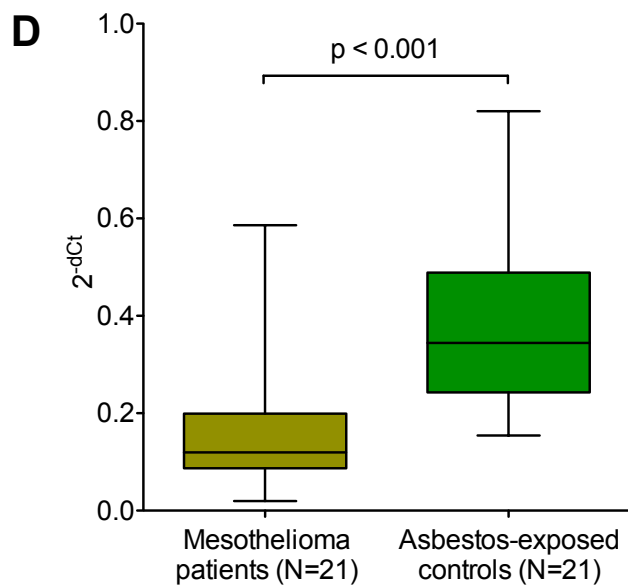 D
1.0
p < 0.001
0.8
0.6
2-dCt
0.4
0.2
0.0
Mesothelioma
patients (N=21)
Asbestos-exposed
controls (N=21)